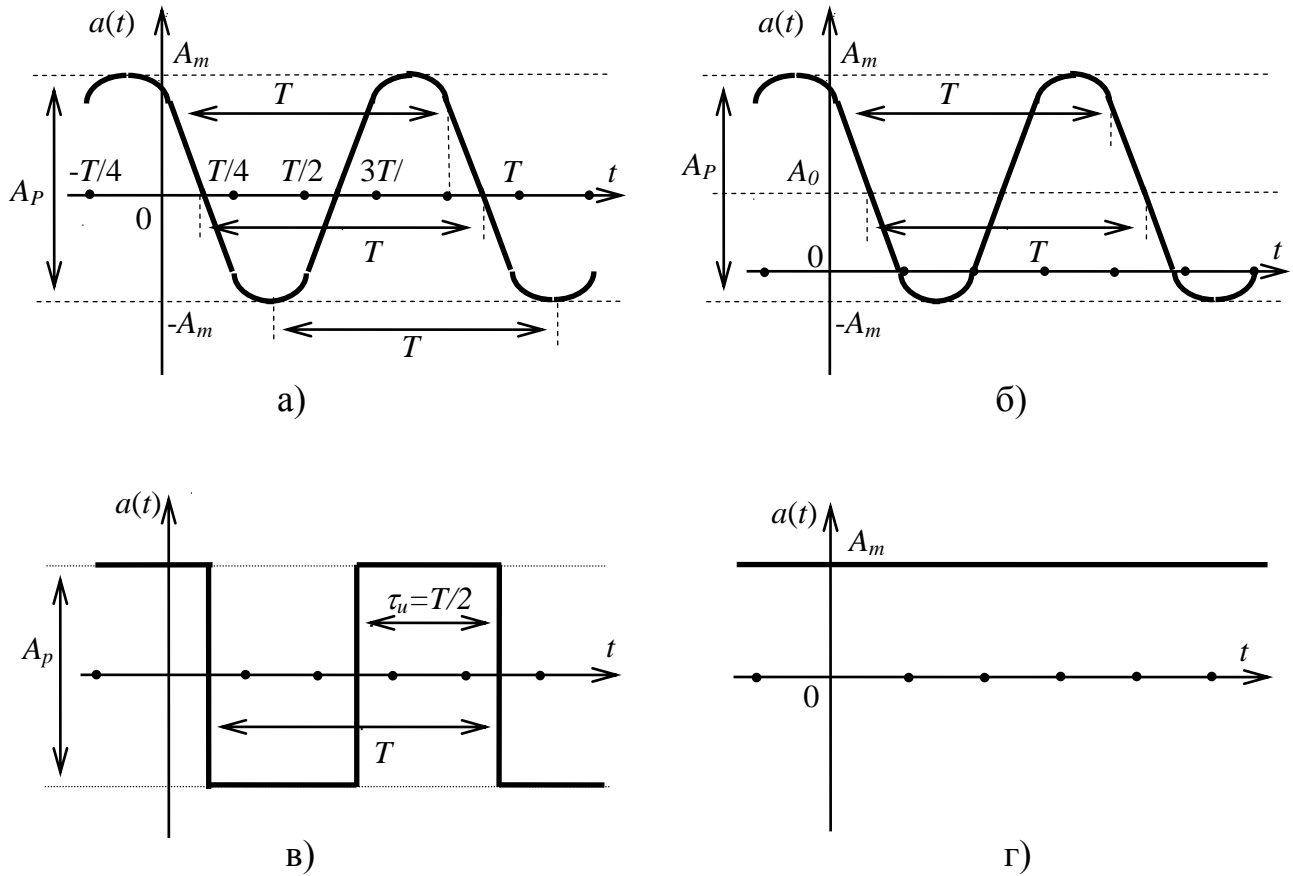 a(t)
A_m
T
-T/4 T/4 T/2 3T/ T t
A_P
0
T
-A_m
T
а)
a(t)
A_m
T
A_P A_0
0 T t
-A_m
б)
a(t)
τ_u=T/2
A_p t
T
в)
a(t)
A_m
t
0
г)